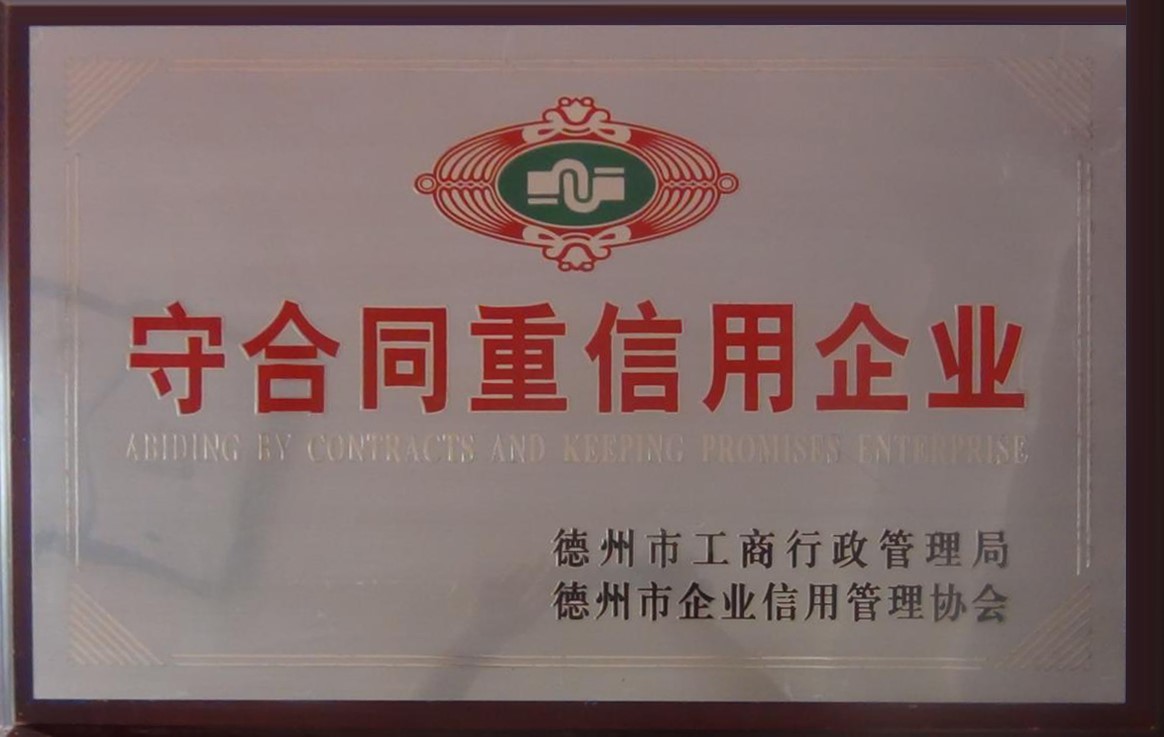 守合同重信用企业
ABIDING BY CONTRACTS AND KEEPING PROMISES ENTERPRISE
德州市工商行政管理局
德州市企业信用管理协会